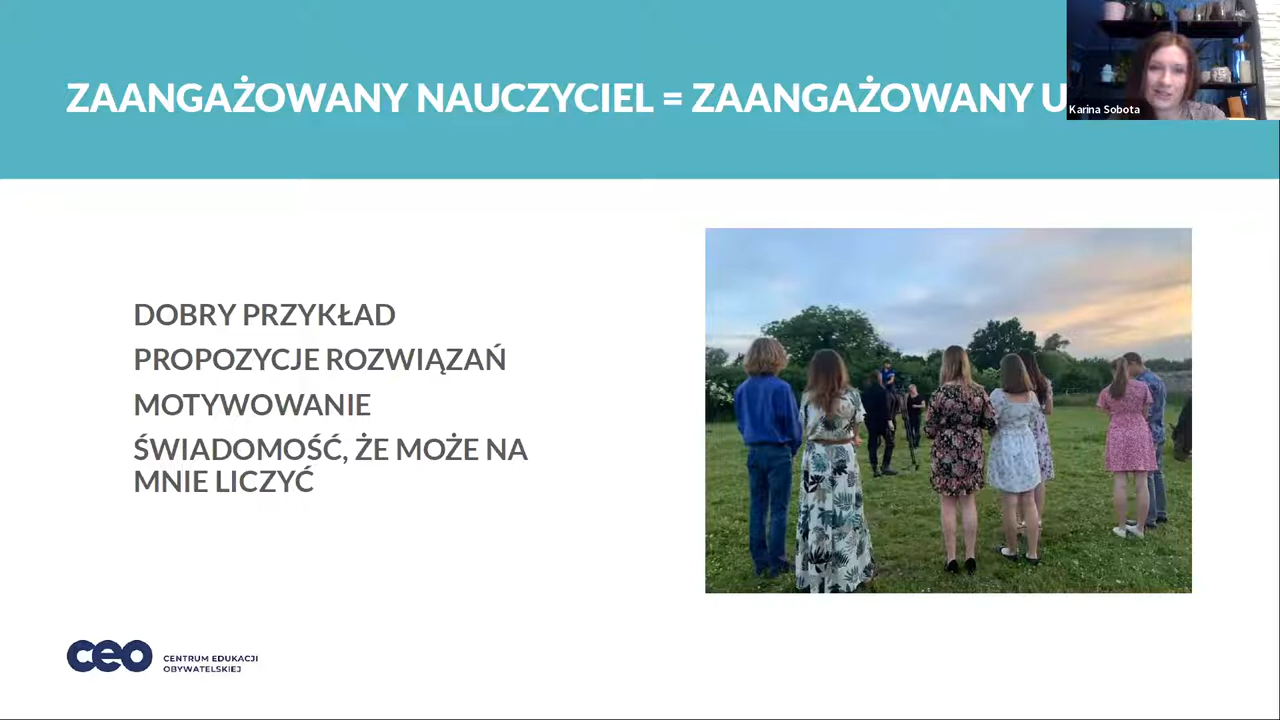 ZAANGAŻOWANY NAUCZYCIEL = ZAANGAŻOWANY U
Karina Sobota
DOBRY PRZYKŁAD
PROPOZYCJE ROZWIĄZAŃ
MOTYWOWANIE
ŚWIADOMOŚĆ, ŻE MOŻE NA
MNIE LICZYĆ
ceo CENTRUM EDUKACJI
OBYWATELSKIEJ